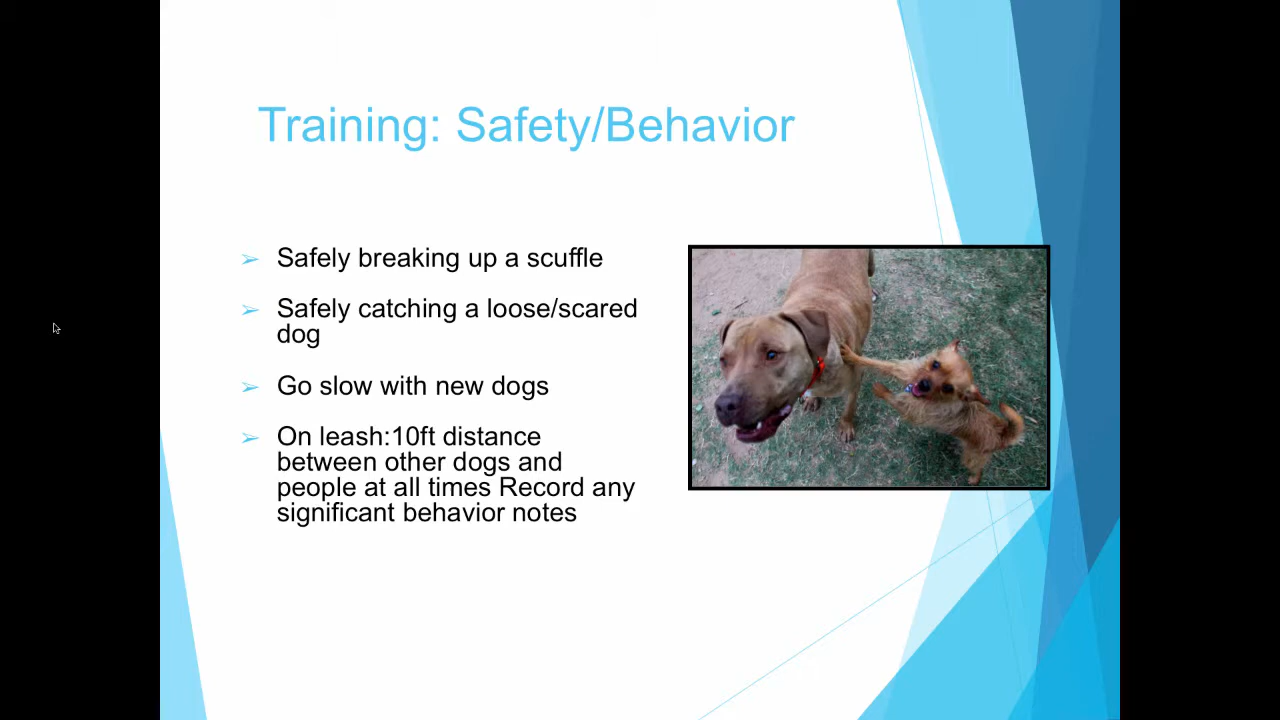 Training: Safety/Behavior
Safely breaking up a scuffle
Safely catching a loose/scared
dog
Go slow with new dogs
On leash:10ft distance
between other dogs and
people at all times Record any
significant behavior notes